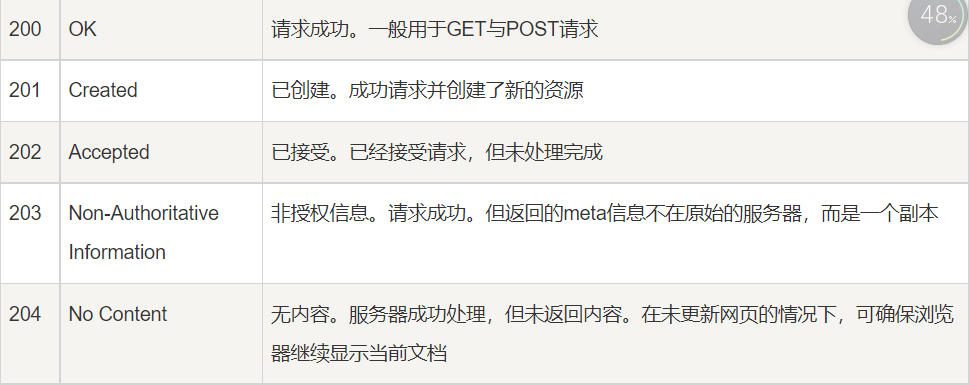 200 OK 请求成功。一般用于GET与POST请求
48%
201 Created 已创建。成功请求并创建了新的资源
202 Accepted 已接受。已经接受请求，但未处理完成
203 Non-Authoritative 非授权信息。请求成功。但返回的meta信息不在原始的服务器，而是一个副本
Information
204 No Content 无内容。服务器成功处理，但未返回内容。在未更新网页的情况下，可确保浏览
器继续显示当前文档